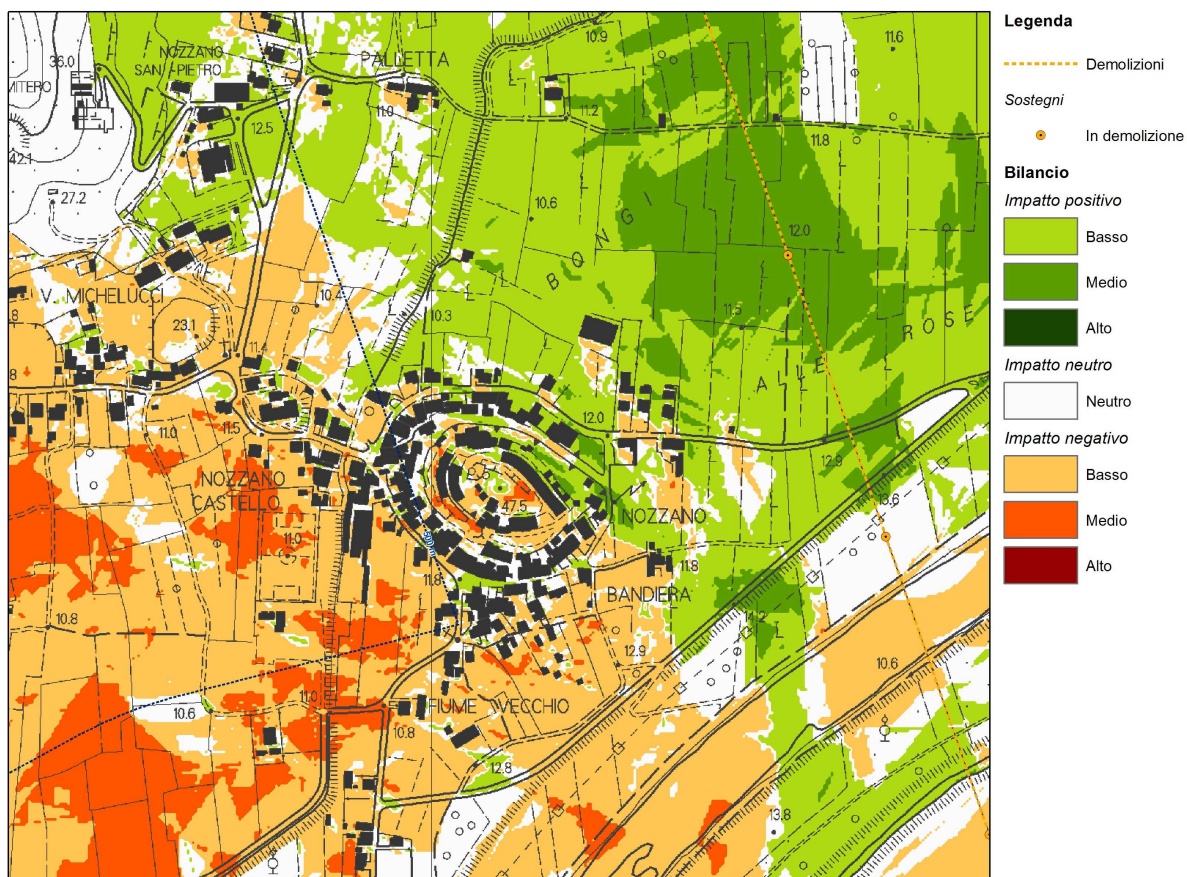 Legenda
Demolizioni
Sostegni
In demolizione
Bilancio
Impatto positivo
Basso
Medio
Alto
Impatto neutro
Neutro
Impatto negativo
Basso
Medio
Alto
10.9
11.6
36.0
NOZZANO
SAN PIETRO
PALLETTA
MITERO
11.0
11.2
12.5
11.8
42.1
27.2
10.6
BONGI
12.0
V. MICHELUCCI
10.4
.8
23.1
10.3
11.5
ALLE ROSE
11.4
.8
12.0
11.0
11.5
12.9
NOZZANO
CASTELLO
47.5
13.6
NOZZANO
11.0
11.8
11.8
BANDIERA
10.8
14.2
12.9
10.6
11.0
10.6
FIUME VECCHIO
10.8
12.8
13.8